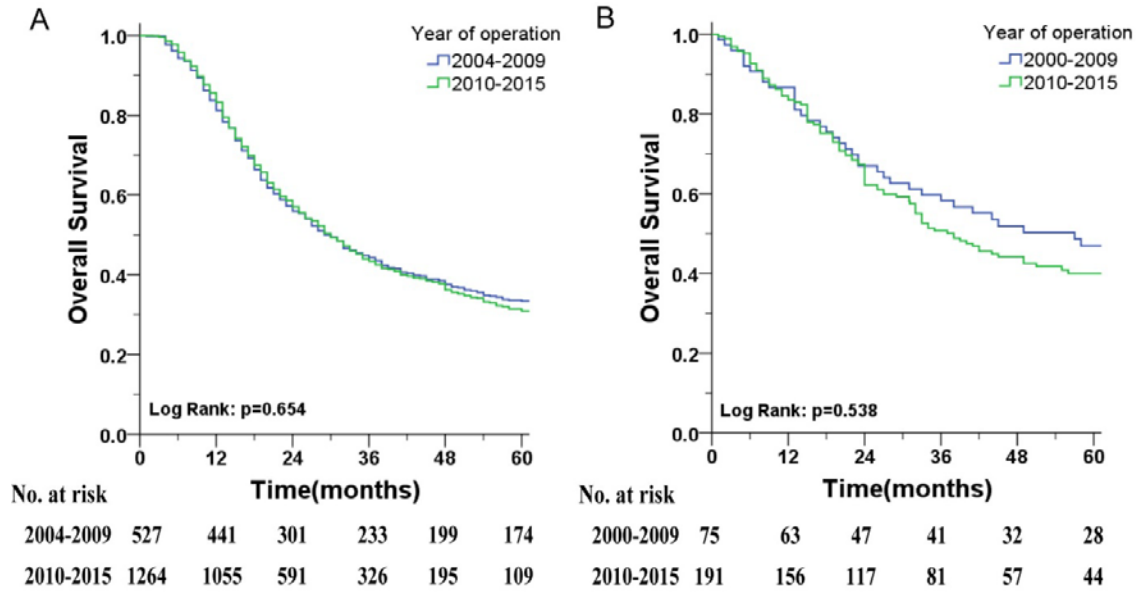 A
Year of operation
2004-2009
2010-2015
Overall Survival
1.0
0.8
0.6
0.4
0.2
0.0
Log Rank: p=0.654
0 12 24 36 48 60
Time(months)
No. at risk
2004-2009 527 441 301 233 199 174
2010-2015 1264 1055 591 326 195 109
B
Year of operation
2000-2009
2010-2015
Overall Survival
1.0
0.8
0.6
0.4
0.2
0.0
Log Rank: p=0.538
0 12 24 36 48 60
Time(months)
No. at risk
2000-2009 75 63 47 41 32 28
2010-2015 191 156 117 81 57 44